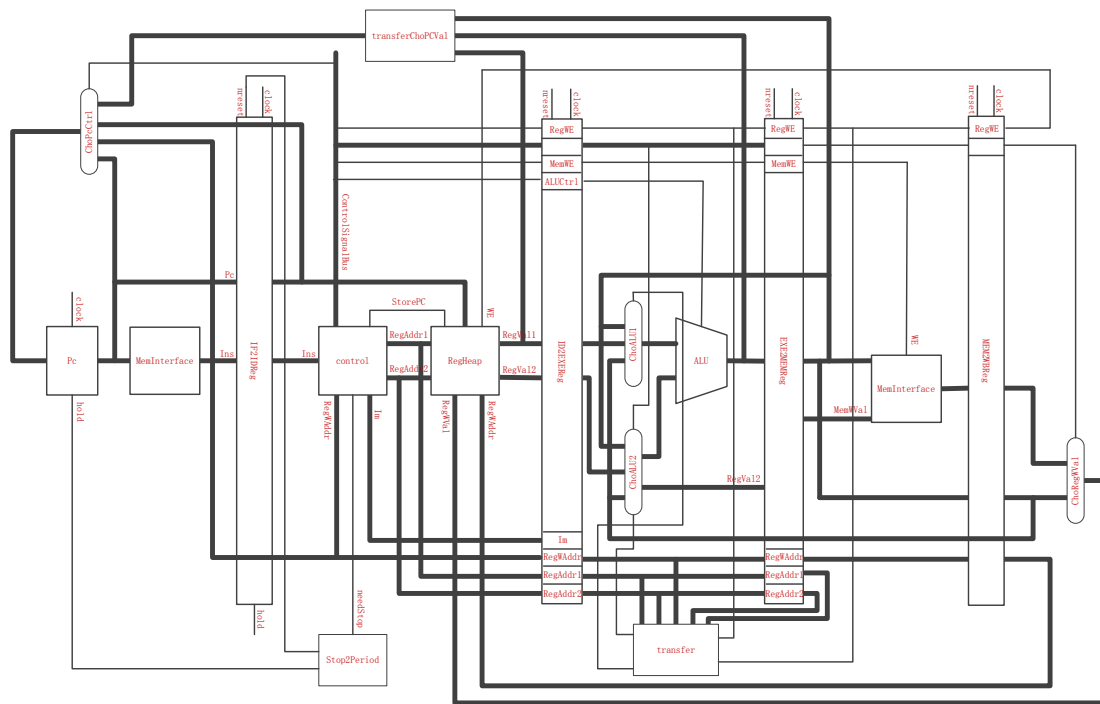 transferChoPCVal
ChoPcCtrl
nreset
clock
nreset
clock
nreset
clock
nreset
clock
RegWE
RegWE
RegWE
MemWE
MemWE
ALUCtrl
ControlSignalBus
Pc
clock
StorePC
WE
WE
Pc
MemInterface
Ins
IF2IDReg
Ins
control
RegAddr1
RegAddr2
RegHeap
RegVal1
RegVal2
ID2EXEReg
ChoALU1
ALU
EXE2MEMReg
MemInterface
MEM2WBReg
hold
RegWAddr
Im
RegWVal
RegWAddr
ChoALU2
MemWVal
RegVal2
ChoRegWVal
Im
RegWAddr
RegAddr1
RegAddr2
RegWAddr
RegAddr1
RegAddr2
hold
needStop
Stop2Period
transfer